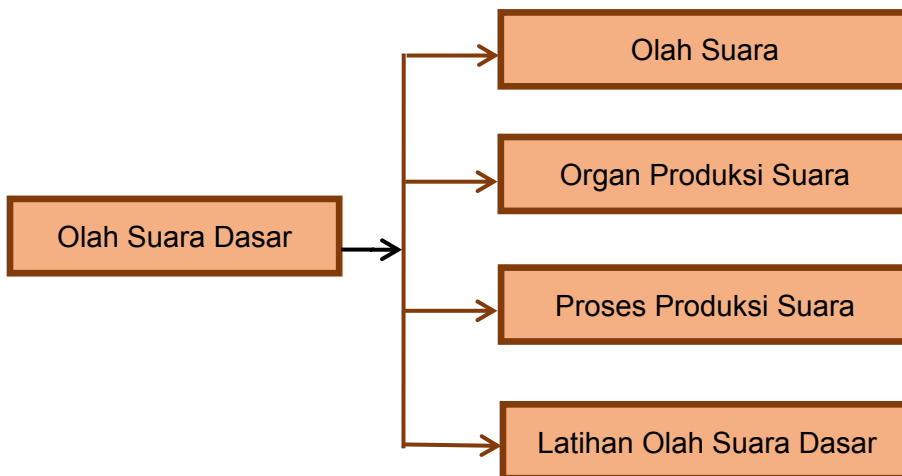 Olah Suara
Organ Produksi Suara
Olah Suara Dasar
Proses Produksi Suara
Latihan Olah Suara Dasar